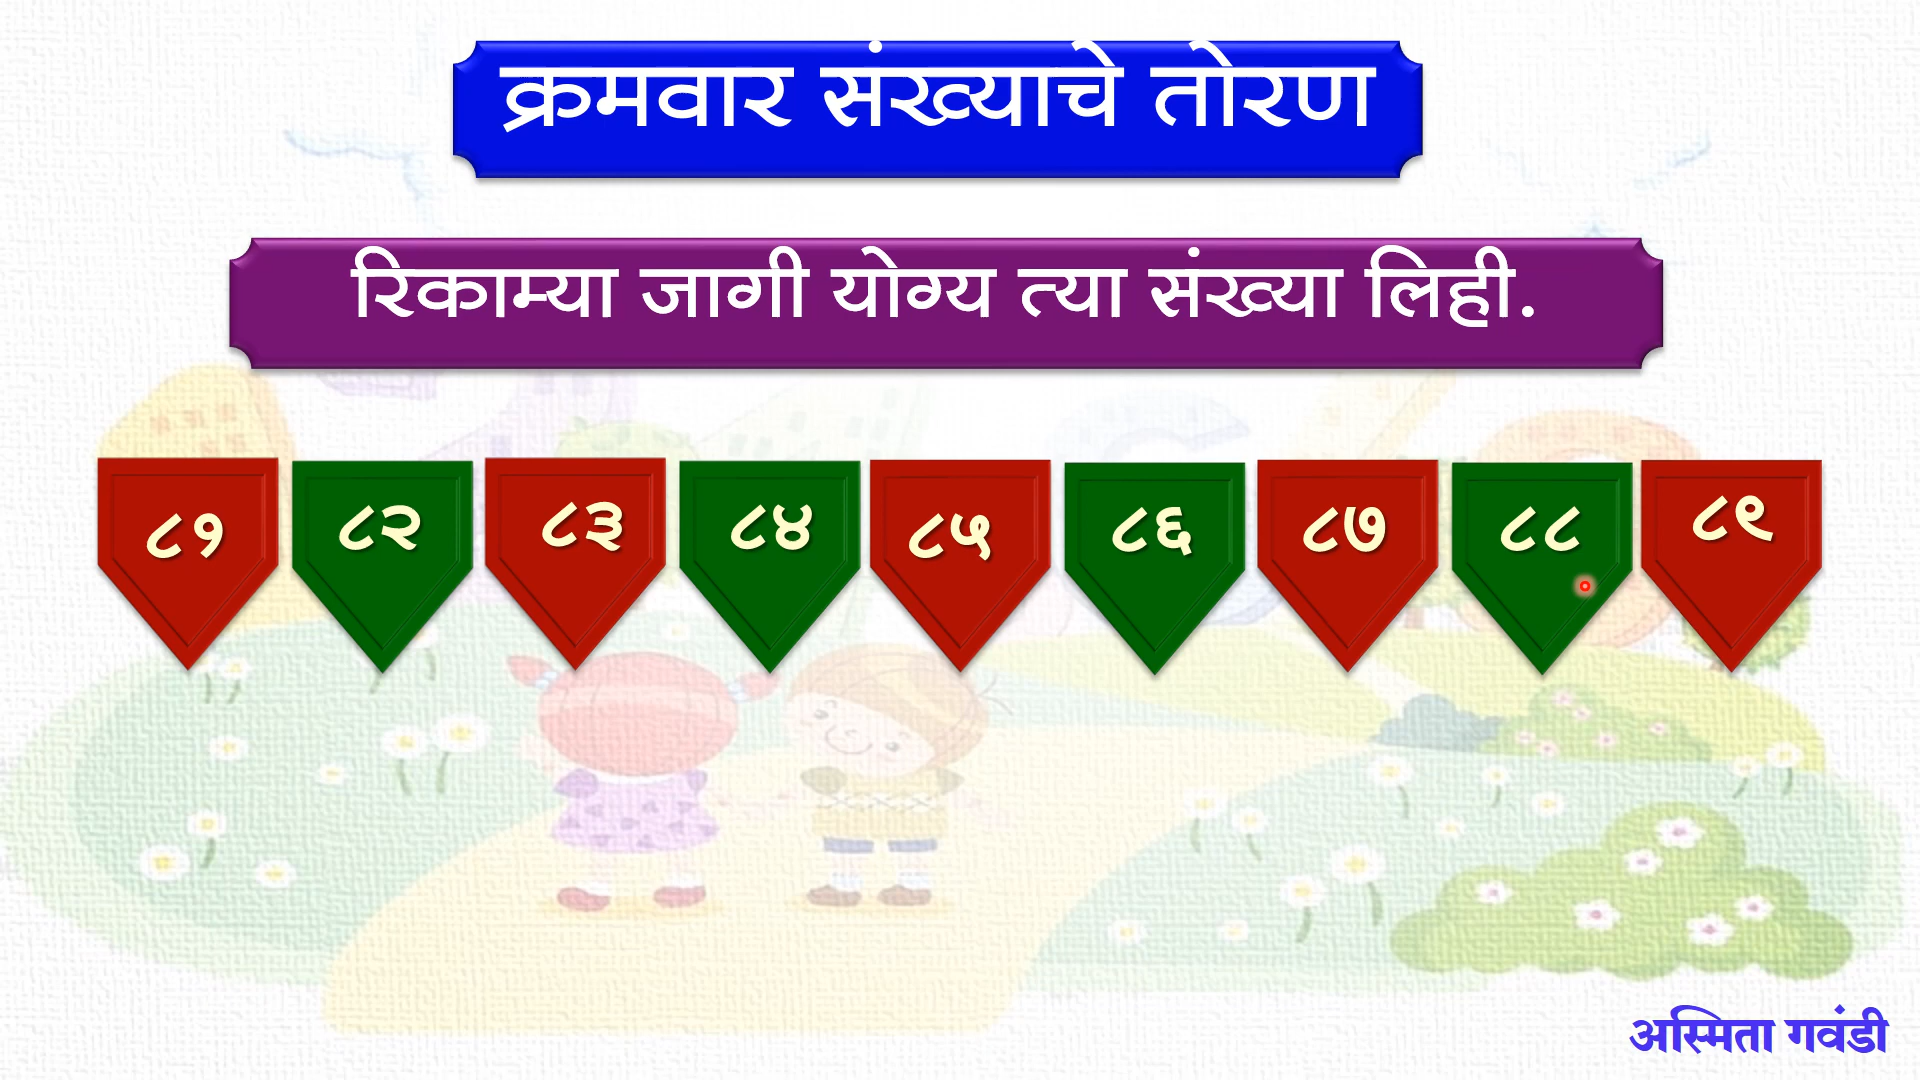 क्रमवार संख्याचे तोरण
रिकाम्या जागी योग्य त्या संख्या लिही.
८१ ८२ ८३ ८४ ८५ ८६ ८७ ८८ ८९
अस्मिता गवंडी